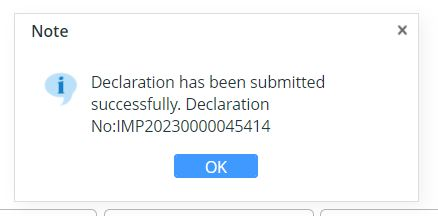 Note
Declaration has been submitted
successfully. Declaration
No:IMP20230000045414
OK